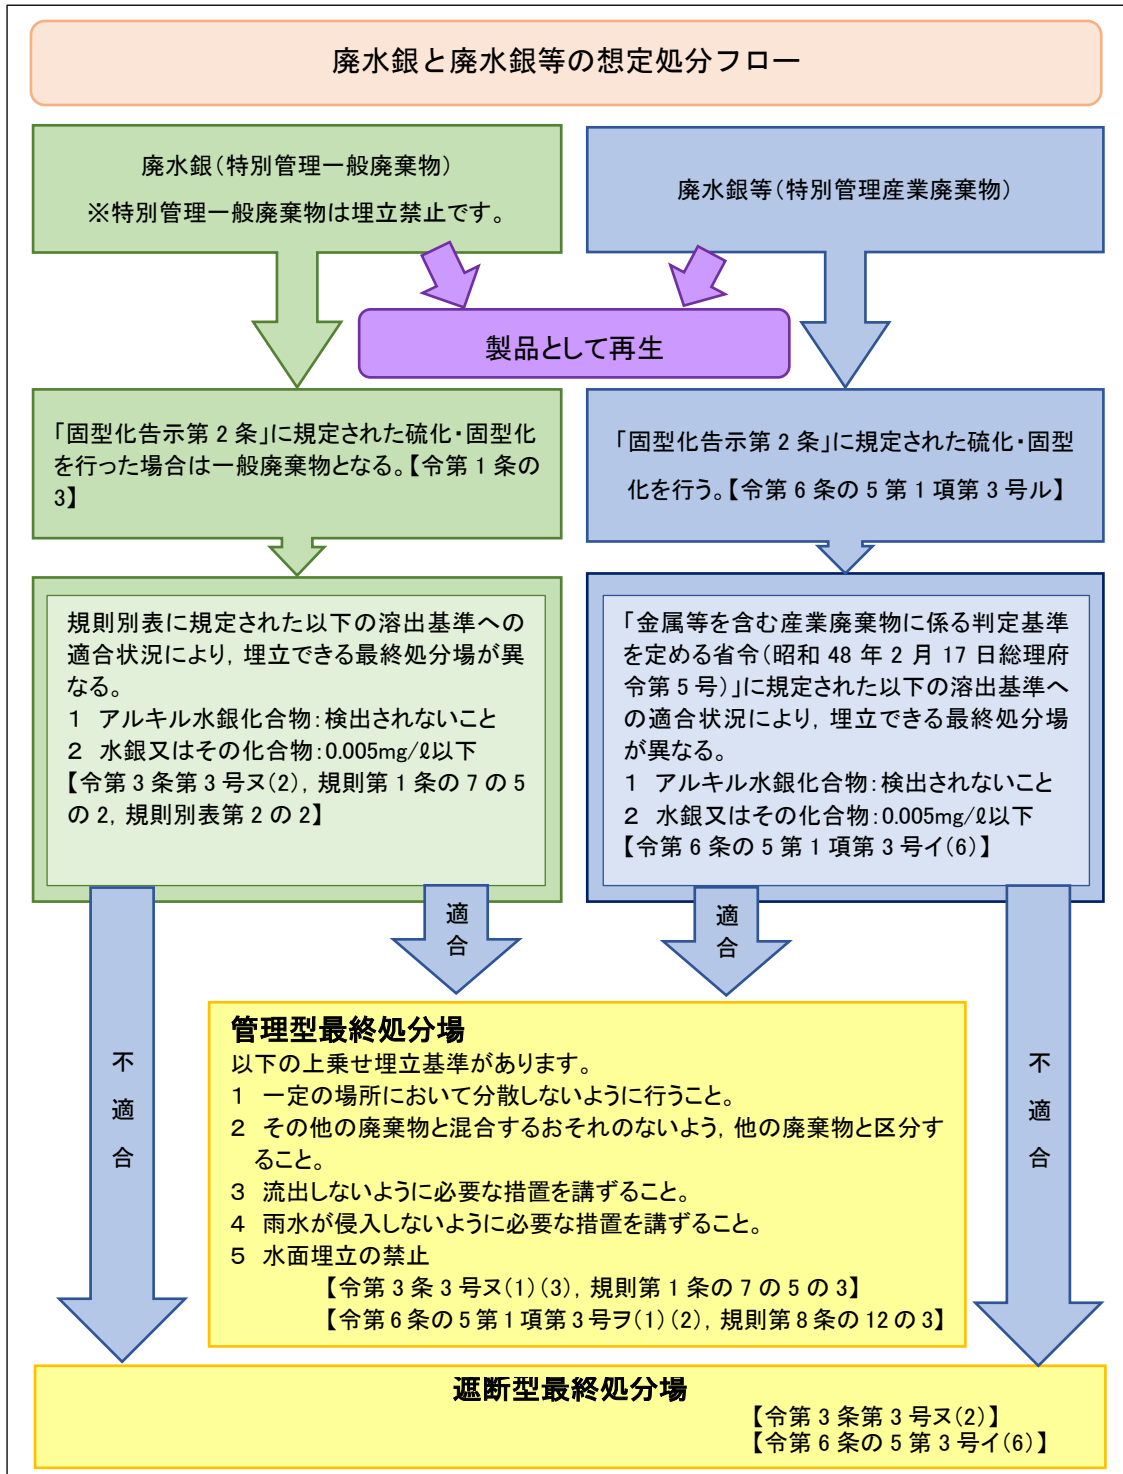 廃水銀と廃水銀等の想定処分フロー
廃水銀(特別管理一般廃棄物)
※特別管理一般廃棄物は埋立禁止です。
廃水銀等(特別管理産業廃棄物)
製品として再生
「固型化告示第2条」に規定された硫化・固型化
を行った場合は一般廃棄物となる。【令第1条の
3】
「固型化告示第2条」に規定された硫化・固型
化を行う。【令第6条の5第1項第3号ル】
規則別表に規定された以下の溶出基準への
適合状況により,埋立できる最終処分場が異
なる。
1 アルキル水銀化合物:検出されないこと
2 水銀又はその化合物:0.005mg/ℓ以下
【令第3条第3号ヌ(2),規則第1条の7の5
の2,規則別表第2の2】
「金属等を含む産業廃棄物に係る判定基準
を定める省令(昭和48年2月17日総理府
令第5号)」に規定された以下の溶出基準へ
の適合状況により,埋立できる最終処分場
が異なる。
1 アルキル水銀化合物:検出されないこと
2 水銀又はその化合物:0.005mg/ℓ以下
【令第6条の5第1項第3号イ(6)】
不適合
適合
適合
不適合
管理型最終処分場
以下の上乗せ埋立基準があります。
1 一定の場所において分散しないように行うこと。
2 その他の廃棄物と混合するおそれのないよう,他の廃棄物と区分す
ること。
3 流出しないように必要な措置を講ずること。
4 雨水が侵入しないように必要な措置を講ずること。
5 水面埋立の禁止
【令第3条3号ヌ(1)(3),規則第1条の7の5の3】
【令第6条の5第1項第3号ヲ(1)(2),規則第8条の12の3】
遮断型最終処分場
【令第3条第3号ヌ(2)】
【令第6条の5第3号イ(6)】